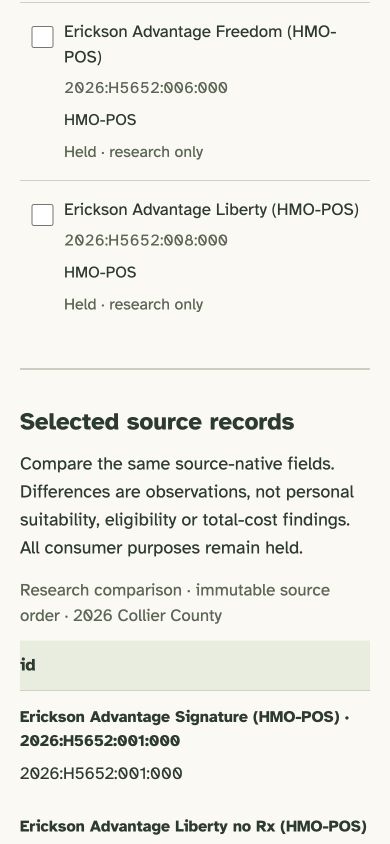 Erickson Advantage Freedom (HMO-
POS)
2026:H5652:006:000
HMO-POS
Held · research only
Erickson Advantage Liberty (HMO-POS)
2026:H5652:008:000
HMO-POS
Held · research only
Selected source records
Compare the same source-native fields.
Differences are observations, not personal
suitability, eligibility or total-cost findings.
All consumer purposes remain held.
Research comparison · immutable source
order · 2026 Collier County
id
Erickson Advantage Signature (HMO-POS) ·
2026:H5652:001:000
2026:H5652:001:000
Erickson Advantage Liberty no Rx (HMO-POS)